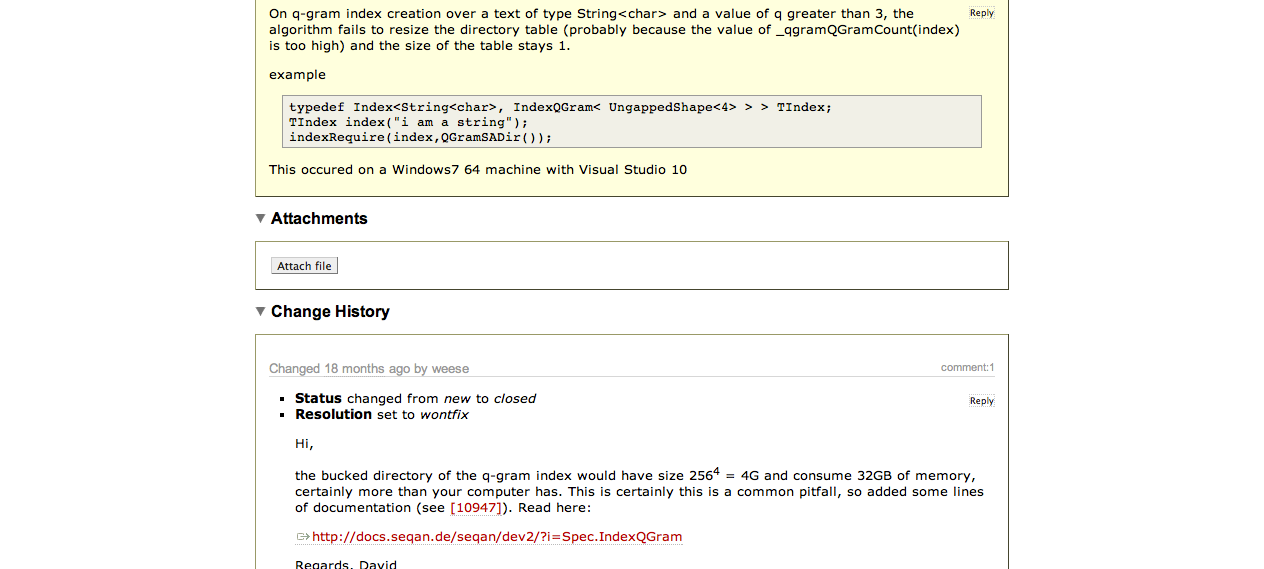 On q-gram index creation over a text of type String<char> and a value of q greater than 3, the
Reply
algorithm fails to resize the directory table (probably because the value of _qgramQGramCount(index)
is too high) and the size of the table stays 1.
example
typedef Index<String<char>, IndexQGram< UngappedShape<4> > > TIndex;
TIndex index("i am a string");
indexRequire(index,QGramSADir());
This occured on a Windows7 64 machine with Visual Studio 10
Attachments
Attach file
Change History
Changed 18 months ago by weese
comment:1
Status changed from new to closed
Reply
Resolution set to wontfix
Hi,
the bucked directory of the q-gram index would have size 256⁴ = 4G and consume 32GB of memory,
certainly more than your computer has. This is certainly this is a common pitfall, so added some lines
of documentation (see [10947]). Read here:
http://docs.seqan.de/seqan/dev2/?i=Spec.IndexQGram
Regards, David